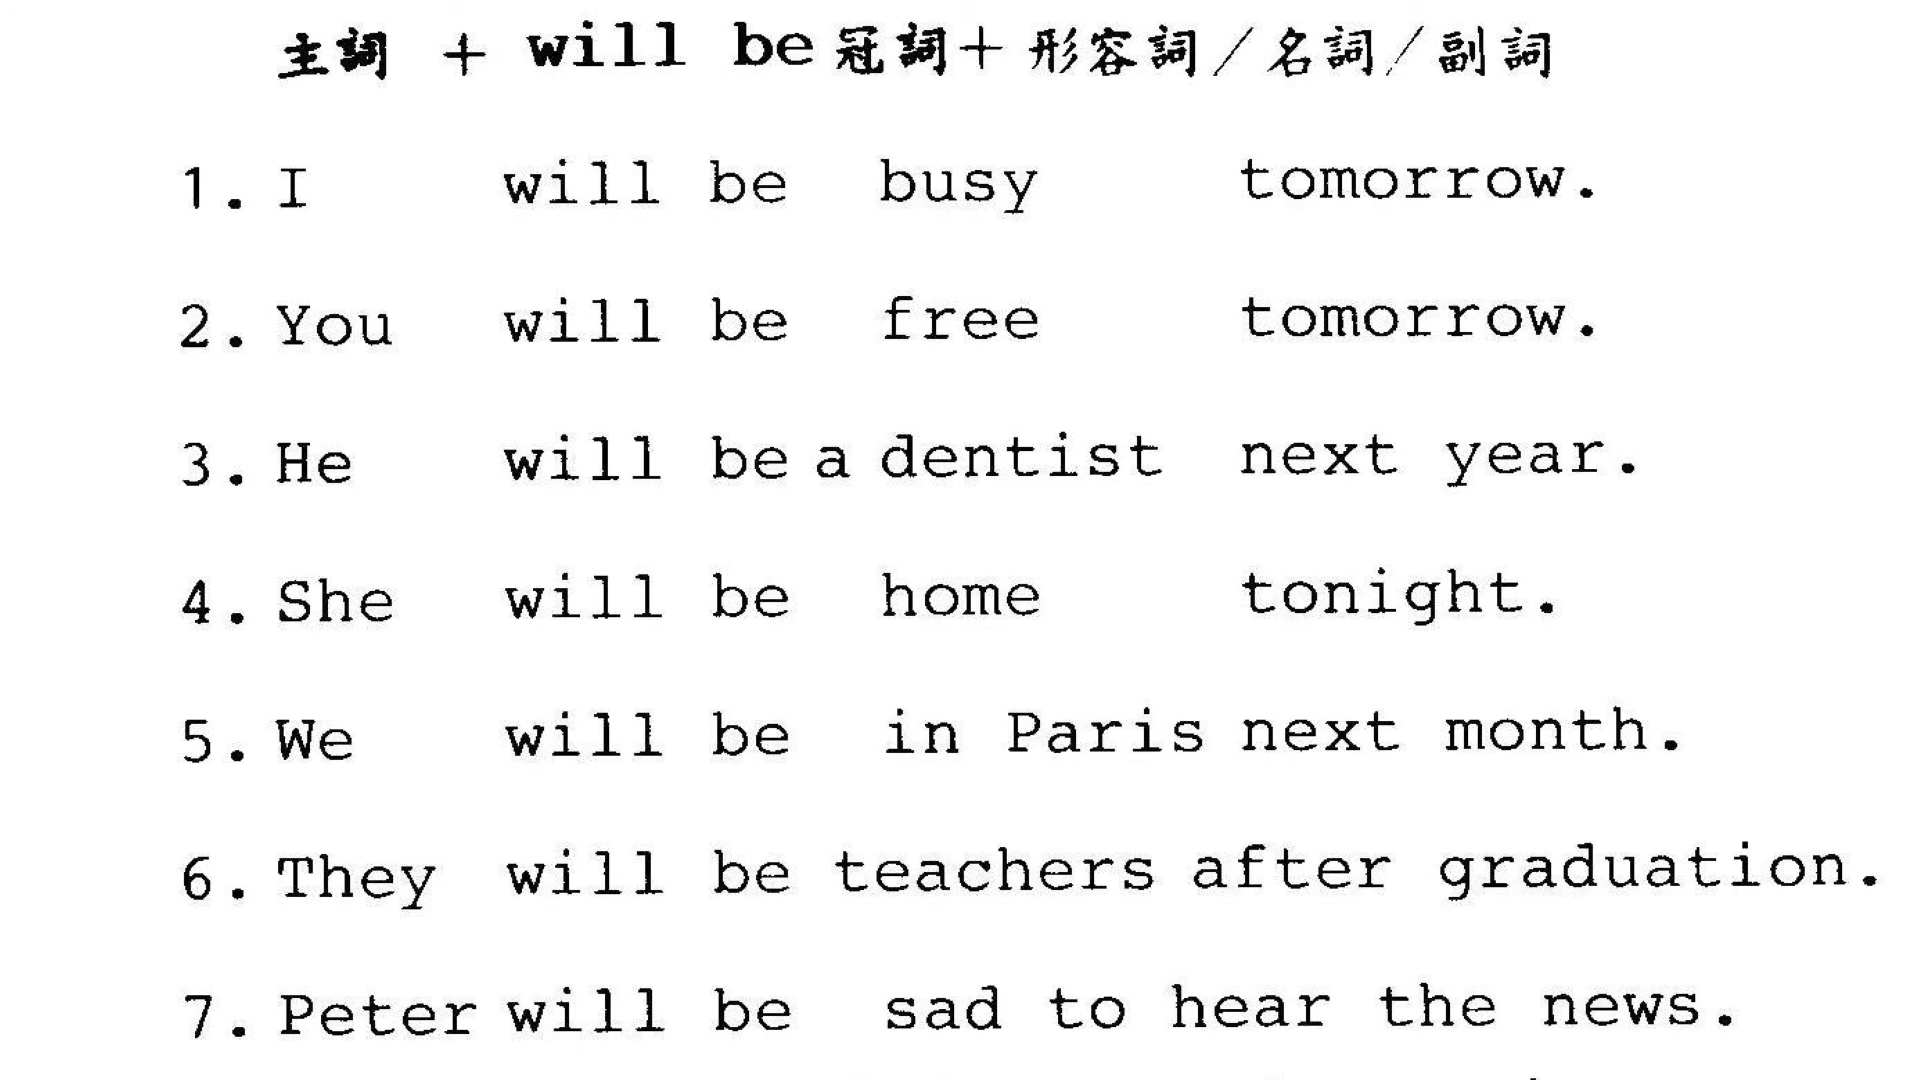 主詞 + will be 冠詞+ 形容詞/名詞/副詞
1. I will be busy tomorrow.
2. You will be free tomorrow.
3. He will be a dentist next year.
4. She will be home tonight.
5. We will be in Paris next month.
6. They will be teachers after graduation.
7. Peter will be sad to hear the news.